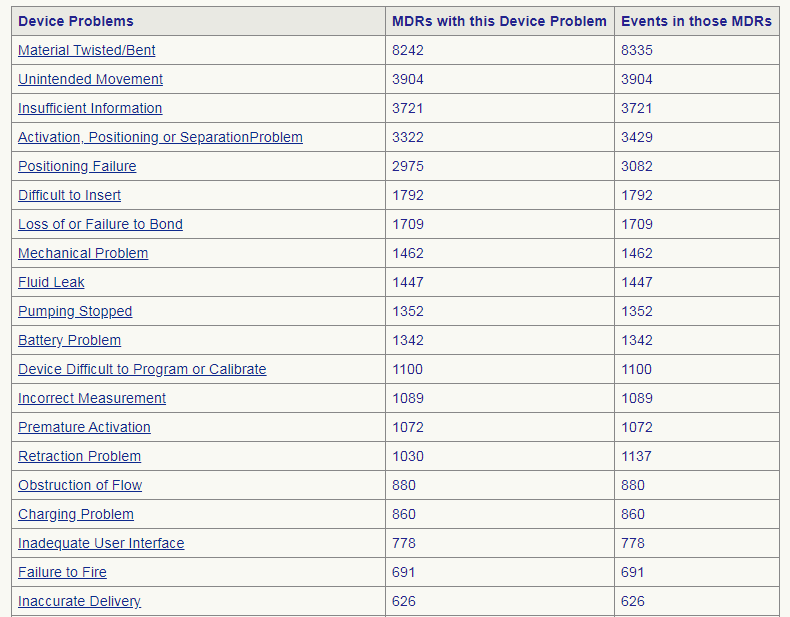 Device Problems MDRs with this Device Problem Events in those MDRs
Material Twisted/Bent 8242 8335
Unintended Movement 3904 3904
Insufficient Information 3721 3721
Activation, Positioning or SeparationProblem 3322 3429
Positioning Failure 2975 3082
Difficult to Insert 1792 1792
Loss of or Failure to Bond 1709 1709
Mechanical Problem 1462 1462
Fluid Leak 1447 1447
Pumping Stopped 1352 1352
Battery Problem 1342 1342
Device Difficult to Program or Calibrate 1100 1100
Incorrect Measurement 1089 1089
Premature Activation 1072 1072
Retraction Problem 1030 1137
Obstruction of Flow 880 880
Charging Problem 860 860
Inadequate User Interface 778 778
Failure to Fire 691 691
Inaccurate Delivery 626 626